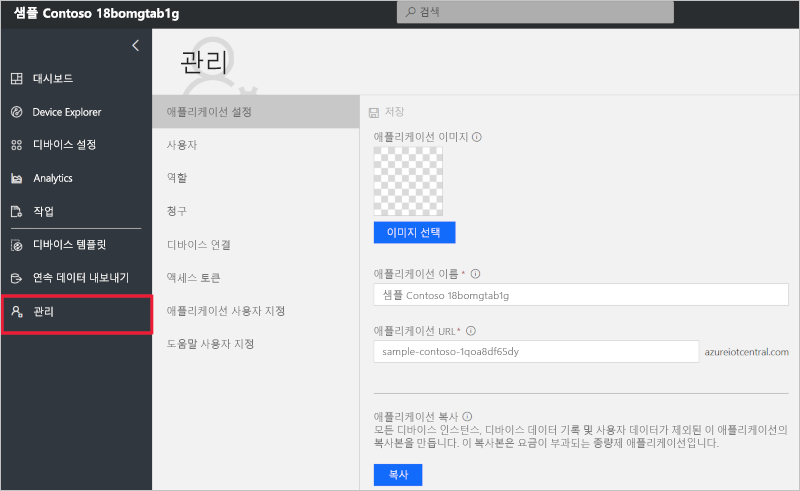 샘플 Contoso 18bomgtab1g
검색
대시보드
Device Explorer
디바이스 설정
Analytics
작업
디바이스 템플릿
연속 데이터 내보내기
관리
관리
애플리케이션 설정
사용자
역할
청구
디바이스 연결
액세스 토큰
애플리케이션 사용자 지정
도움말 사용자 지정
저장
애플리케이션 이미지
이미지 선택
애플리케이션 이름 *
샘플 Contoso 18bomgtab1g
애플리케이션 URL*
sample-contoso-1qoa8df65dy
azureiotcentral.com
애플리케이션 복사
모든 디바이스 인스턴스, 디바이스 데이터 기록 및 사용자 데이터가 제외된 이 애플리케이션의
복사본을 만듭니다. 이 복사본은 요금이 부과되는 종량제 애플리케이션입니다.
복사